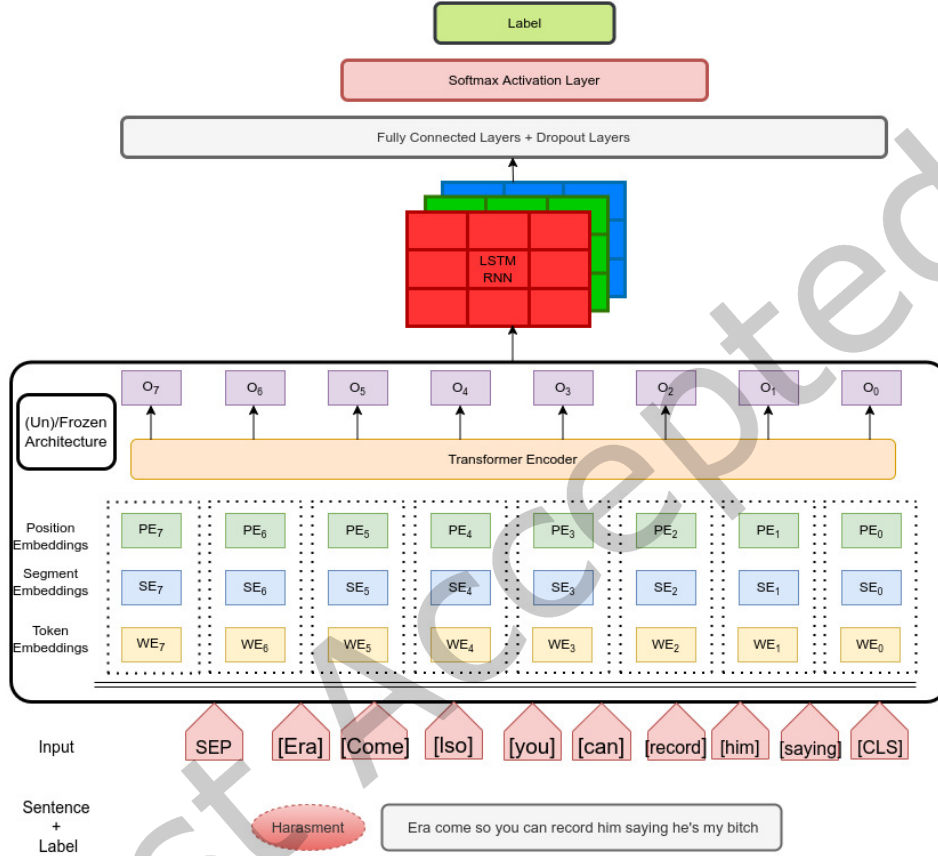 Label
Softmax Activation Layer
Fully Connected Layers + Dropout Layers
LSTM
RNN
O7 O6 O5 O4 O3 O2 O1 O0
(Un)/Frozen
Architecture
Transformer Encoder
Position
Embeddings
PE7 PE6 PE5 PE4 PE3 PE2 PE1 PE0
Segment
Embeddings
SE7 SE6 SE5 SE4 SE3 SE2 SE1 SE0
Token
Embeddings
WE7 WE6 WE5 WE4 WE3 WE2 WE1 WE0
Input SEP [Era] [Come] [Iso] [you] [can] [record] [him] [saying] [CLS]
Sentence
+
Label
Harasment Era come so you can record him saying he's my bitch
Accepted